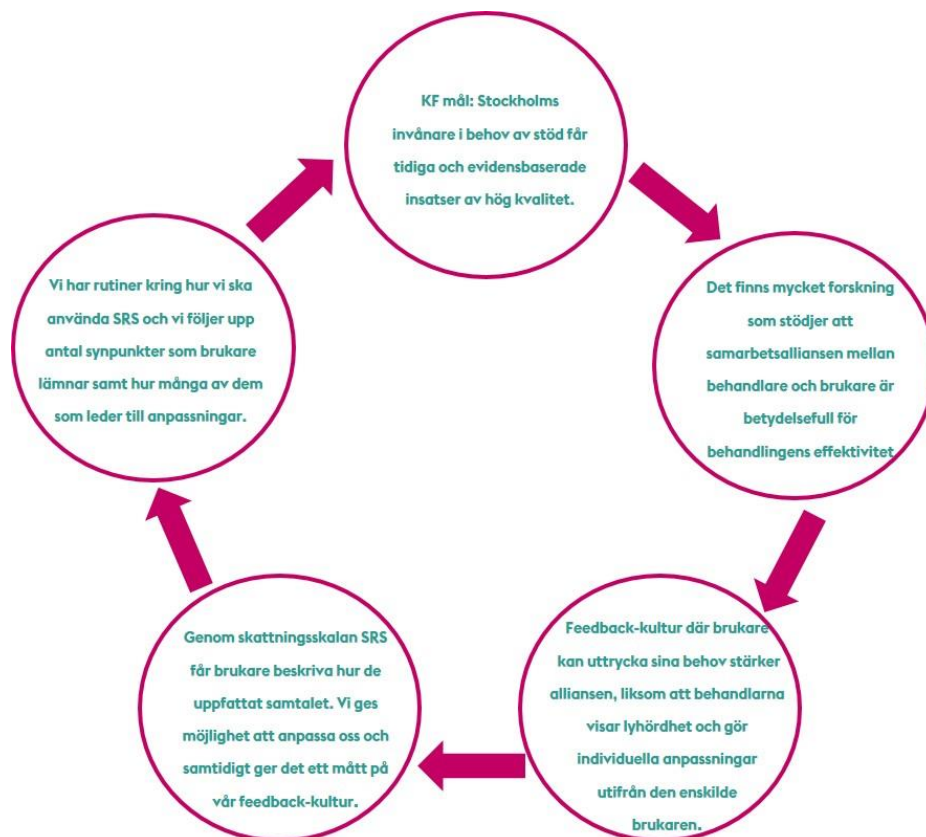 KF mål: Stockholms
invånare i behov av stöd får
tidiga och evidensbaserade
insatser av hög kvalitet.
Det finns mycket forskning
som stödjer att
samarbetsalliansen mellan
behandlare och brukare är
betydelsefull för
behandlingens effektivitet
Feedback-kultur där brukare
kan uttrycka sina behov stärker
alliansen, liksom att behandlarna
visar lyhördhet och gör
individuella anpassningar
utifrån den enskilde
brukaren.
Genom skattningsskalan SRS
får brukare beskriva hur de
uppfattat samtalet. Vi ges
möjlighet att anpassa oss och
samtidigt ger det ett mått på
vår feedback-kultur.
Vi har rutiner kring hur vi ska
använda SRS och vi följer upp
antal synpunkter som brukare
lämnar samt hur många av dem
som leder till anpassningar.